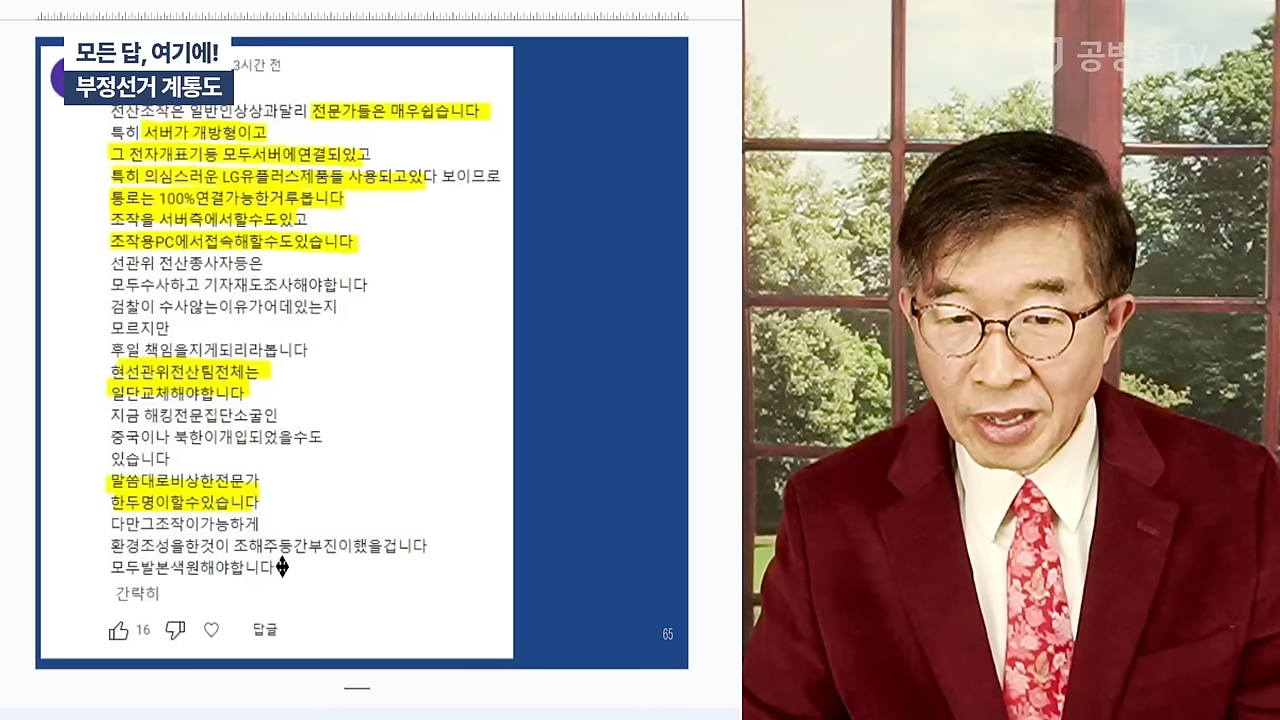 모든 답, 여기에!
부정선거 계통도
3시간 전
전산조작은 일반인상상과달리 전문가들은 매우쉽습니다
특히 서버가 개방형이고
그 전자개표기등 모두서버에연결되있고
특히 의심스러운 LG유플러스제품들 사용되고있다 보이므로
통로는 100%연결가능한거루봅니다
조작을 서버측에서할수도있고
조작용PC에서접속해할수도있습니다
선관위 전산종사자등은
모두수사하고 기자재도조사해야합니다
검찰이 수사않는이유가어데있는지
모르지만
후일 책임을지게되리라봅니다
현선관위전산팀전체는
일단교체해야합니다
지금 해킹전문집단소굴인
중국이나 북한이개입되었을수도
있습니다
말씀대로비상한전문가
한두명이할수있습니다
다만그조작이가능하게
환경조성을한것이 조해주등간부진이했을겁니다
모두발본색원해야합니다
간략히
16 답글
65
공병호TV